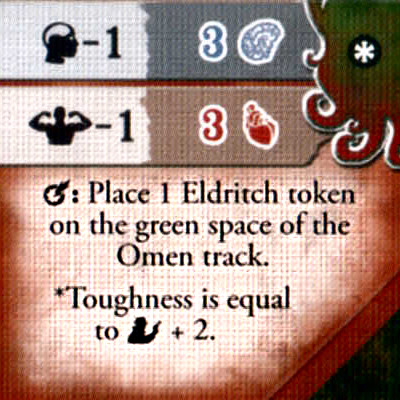 -1 3 *
-1 3
: Place 1 Eldritch token
on the green space of the
Omen track.
*Toughness is equal
to + 2.